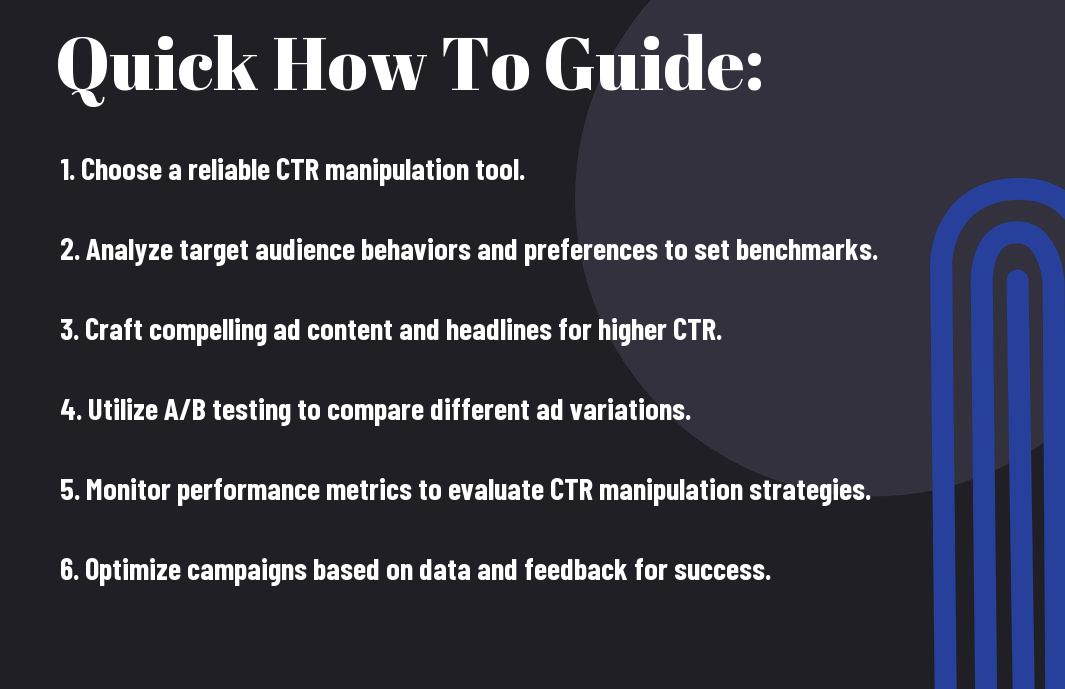 Quick How To Guide:
1. Choose a reliable CTR manipulation tool.
2. Analyze target audience behaviors and preferences to set benchmarks.
3. Craft compelling ad content and headlines for higher CTR.
4. Utilize A/B testing to compare different ad variations.
5. Monitor performance metrics to evaluate CTR manipulation strategies.
6. Optimize campaigns based on data and feedback for success.